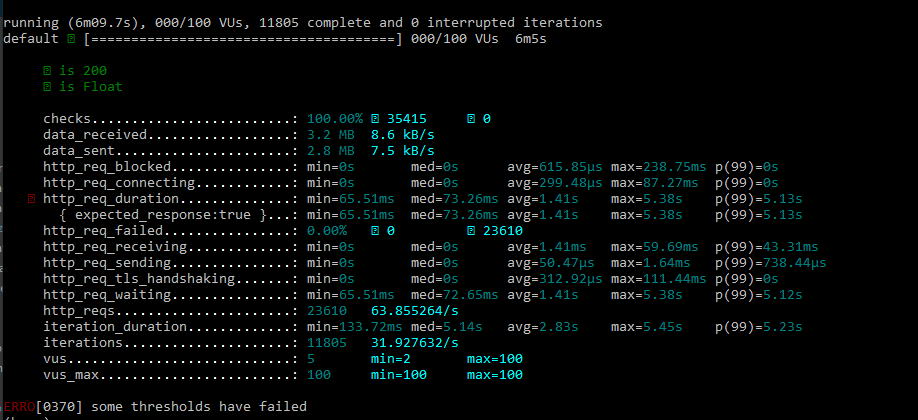 running (6m09.7s), 000/100 VUs, 11805 complete and 0 interrupted iterations
default [======================================] 000/100 VUs  6m5s
is 200
is Float
checks.........................: 100.00% 35415 0
data_received..................: 3.2 MB 8.6 kB/s
data_sent......................: 2.8 MB 7.5 kB/s
http_req_blocked...............: min=0s med=0s avg=615.85µs max=238.75ms p(99)=0s
http_req_connecting............: min=0s med=0s avg=299.48µs max=87.27ms p(99)=0s
http_req_duration..............: min=65.51ms med=73.26ms avg=1.41s max=5.38s p(99)=5.13s
{ expected_response:true }...: min=65.51ms med=73.26ms avg=1.41s max=5.38s p(99)=5.13s
http_req_failed................: 0.00% 0 23610
http_req_receiving.............: min=0s med=0s avg=1.41ms max=59.69ms p(99)=43.31ms
http_req_sending...............: min=0s med=0s avg=50.47µs max=1.64ms p(99)=738.44µs
http_req_tls_handshaking.......: min=0s med=0s avg=312.92µs max=111.44ms p(99)=0s
http_req_waiting...............: min=65.51ms med=72.65ms avg=1.41s max=5.38s p(99)=5.12s
http_reqs......................: 23610 63.855264/s
iteration_duration.............: min=133.72ms med=5.14s avg=2.83s max=5.45s p(99)=5.23s
iterations.....................: 11805 31.927632/s
vus............................: 5 min=2 max=100
vus_max........................: 100 min=100 max=100
ERRO[0370] some thresholds have failed